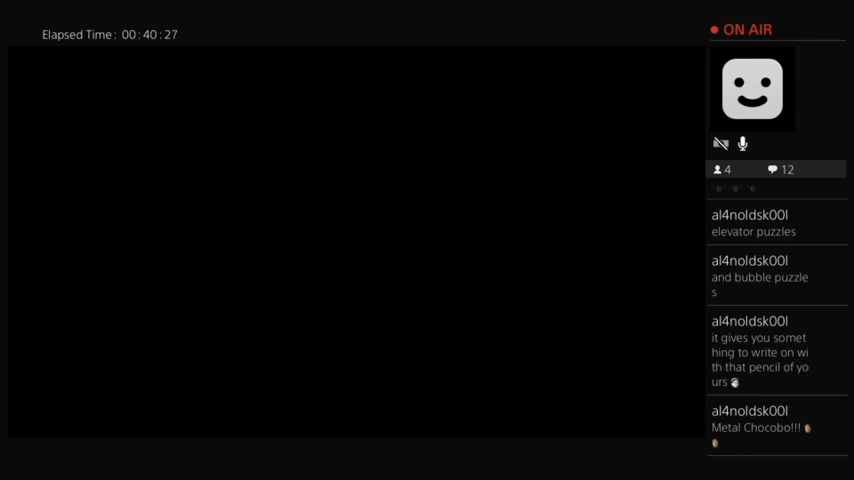 Elapsed Time: 00:40:27
ON AIR
4 12
al4noldsk00l
elevator puzzles
al4noldsk00l
and bubble puzzle
s
al4noldsk00l
it gives you somet
hing to write on wi
th that pencil of yo
urs
al4noldsk00l
Metal Chocobo!!!